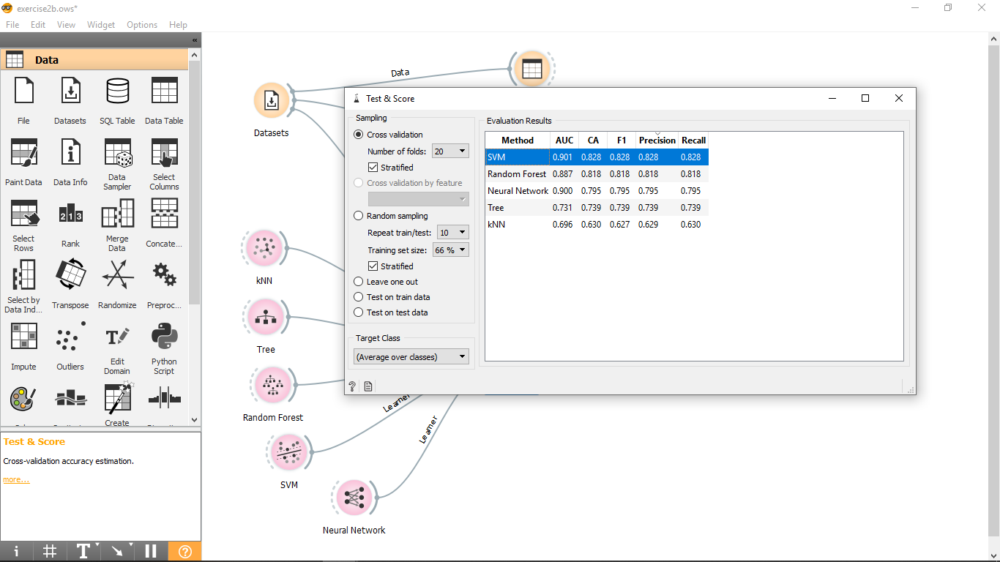 exercise2b.ows*
File Edit View Widget Options Help
Data
File Datasets SQL Table Data Table
Paint Data Data Info Data Sampler Select Columns
Select Rows Rank Merge Data Concate...
Select by Data Ind... Transpose Randomize Preproc...
Impute Outliers Edit Domain Python Script
Create
Test & Score
Cross-validation accuracy estimation.
more...
Data
Datasets
kNN
Tree
Random Forest
Learner
SVM
Learner
Neural Network
Test & Score
Sampling
Cross validation
Number of folds: 20
Stratified
Cross validation by feature
Random sampling
Repeat train/test: 10
Training set size: 66 %
Stratified
Leave one out
Test on train data
Test on test data
Target Class
(Average over classes)
Evaluation Results
Method AUC CA F1 Precision Recall
SVM 0.901 0.828 0.828 0.828 0.828
Random Forest 0.887 0.818 0.818 0.818 0.818
Neural Network 0.900 0.795 0.795 0.795 0.795
Tree 0.731 0.739 0.739 0.739 0.739
kNN 0.696 0.630 0.627 0.629 0.630